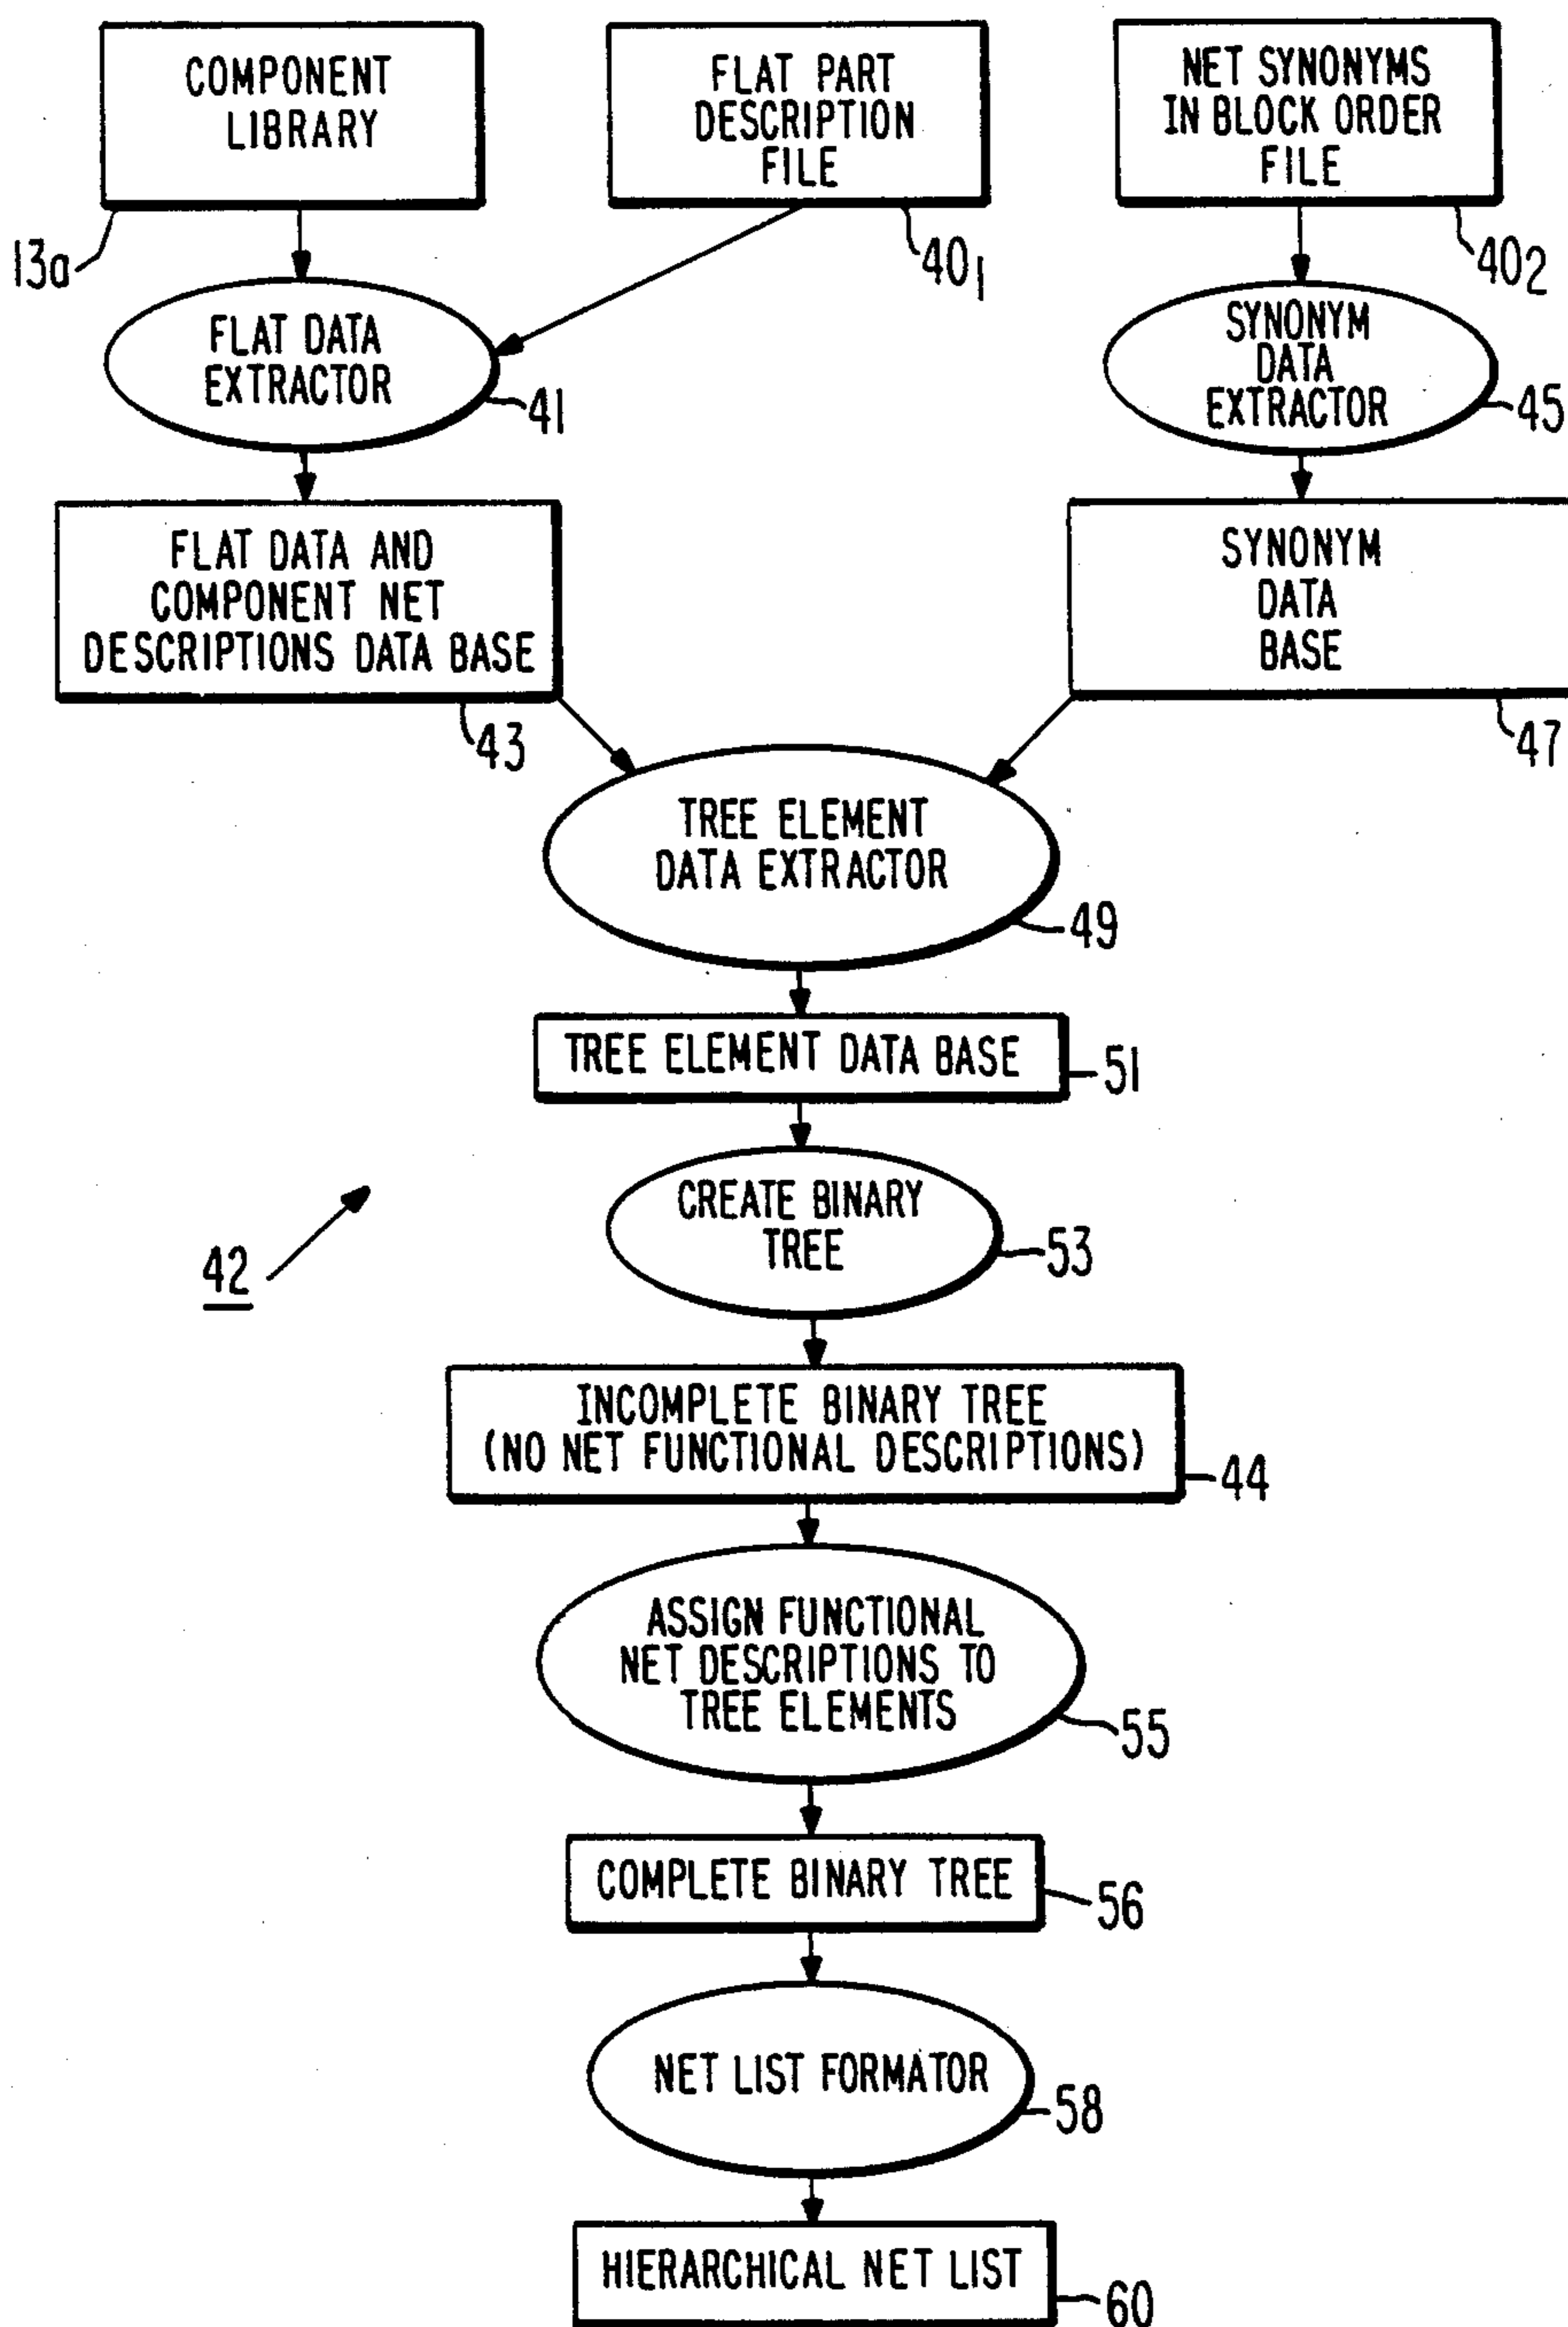 COMPONENT
LIBRARY
13a
FLAT PART
DESCRIPTION
FILE
40₁
NET SYNONYMS
IN BLOCK ORDER
FILE
40₂
FLAT DATA
EXTRACTOR
41
SYNONYM
DATA
EXTRACTOR
45
FLAT DATA AND
COMPONENT NET
DESCRIPTIONS DATA BASE
43
SYNONYM
DATA
BASE
47
TREE ELEMENT
DATA EXTRACTOR
49
TREE ELEMENT DATA BASE
51
CREATE BINARY
TREE
53
42
INCOMPLETE BINARY TREE
(NO NET FUNCTIONAL DESCRIPTIONS)
44
ASSIGN FUNCTIONAL
NET DESCRIPTIONS TO
TREE ELEMENTS
55
COMPLETE BINARY TREE
56
NET LIST FORMATOR
58
HIERARCHICAL NET LIST
60